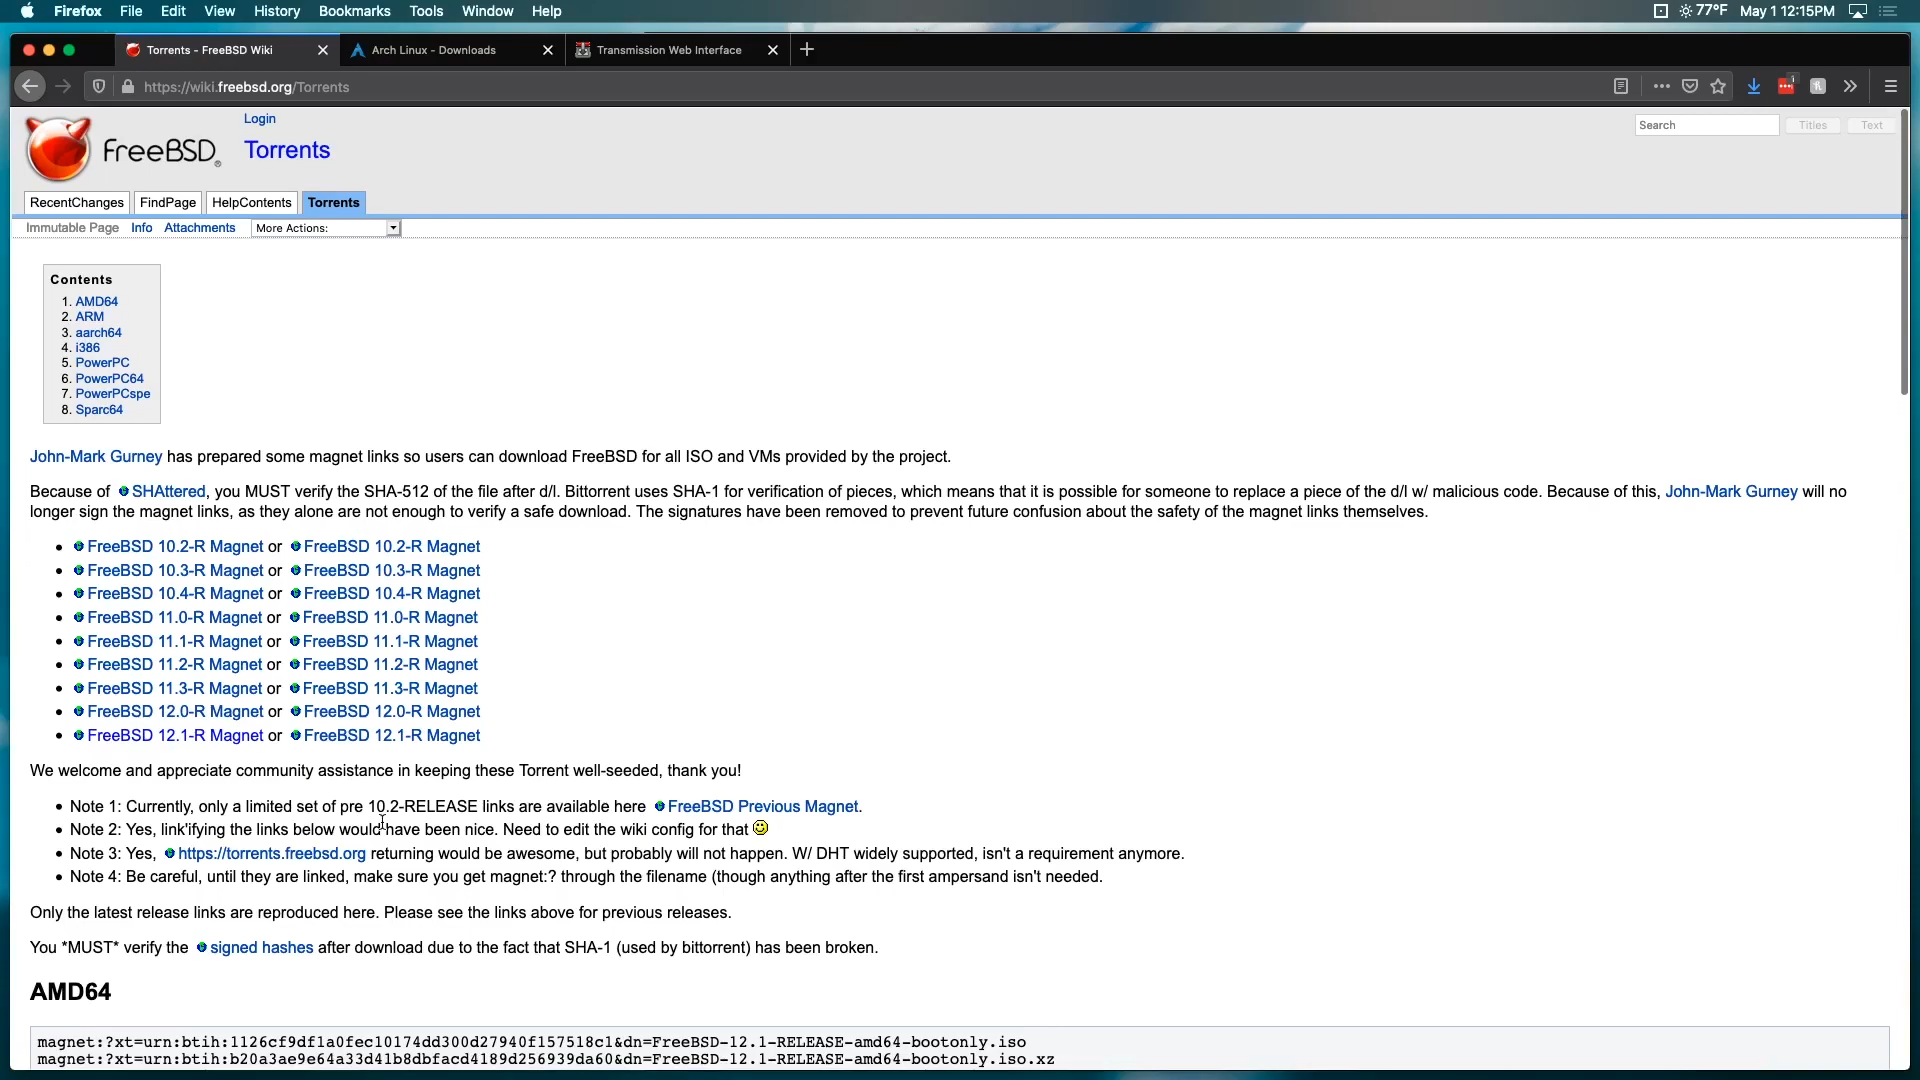 Firefox File Edit View History Bookmarks Tools Window Help 77°F May 1 12:15PM
Torrents - FreeBSD Wiki Arch Linux - Downloads Transmission Web Interface
https://wiki.freebsd.org/Torrents
Login
Search Titles Text
FreeBSD® Torrents
RecentChanges FindPage HelpContents Torrents
Immutable Page Info Attachments More Actions:
Contents
1. AMD64
2. ARM
3. aarch64
4. i386
5. PowerPC
6. PowerPC64
7. PowerPCspe
8. Sparc64
John-Mark Gurney has prepared some magnet links so users can download FreeBSD for all ISO and VMs provided by the project.
Because of SHAttered, you MUST verify the SHA-512 of the file after d/l. Bittorrent uses SHA-1 for verification of pieces, which means that it is possible for someone to replace a piece of the d/l w/ malicious code. Because of this, John-Mark Gurney will no
longer sign the magnet links, as they alone are not enough to verify a safe download. The signatures have been removed to prevent future confusion about the safety of the magnet links themselves.
• FreeBSD 10.2-R Magnet or FreeBSD 10.2-R Magnet
• FreeBSD 10.3-R Magnet or FreeBSD 10.3-R Magnet
• FreeBSD 10.4-R Magnet or FreeBSD 10.4-R Magnet
• FreeBSD 11.0-R Magnet or FreeBSD 11.0-R Magnet
• FreeBSD 11.1-R Magnet or FreeBSD 11.1-R Magnet
• FreeBSD 11.2-R Magnet or FreeBSD 11.2-R Magnet
• FreeBSD 11.3-R Magnet or FreeBSD 11.3-R Magnet
• FreeBSD 12.0-R Magnet or FreeBSD 12.0-R Magnet
• FreeBSD 12.1-R Magnet or FreeBSD 12.1-R Magnet
We welcome and appreciate community assistance in keeping these Torrent well-seeded, thank you!
• Note 1: Currently, only a limited set of pre 10.2-RELEASE links are available here FreeBSD Previous Magnet.
• Note 2: Yes, link'ifying the links below would have been nice. Need to edit the wiki config for that
• Note 3: Yes, https://torrents.freebsd.org returning would be awesome, but probably will not happen. W/ DHT widely supported, isn't a requirement anymore.
• Note 4: Be careful, until they are linked, make sure you get magnet:? through the filename (though anything after the first ampersand isn't needed.
Only the latest release links are reproduced here. Please see the links above for previous releases.
You *MUST* verify the signed hashes after download due to the fact that SHA-1 (used by bittorrent) has been broken.
AMD64
magnet:?xt=urn:btih:1126cf9df1a0fec10174dd300d27940f157518c1&dn=FreeBSD-12.1-RELEASE-amd64-bootonly.iso
magnet:?xt=urn:btih:b20a3ae9e64a33d41b8dbfacd4189d256939da60&dn=FreeBSD-12.1-RELEASE-amd64-bootonly.iso.xz